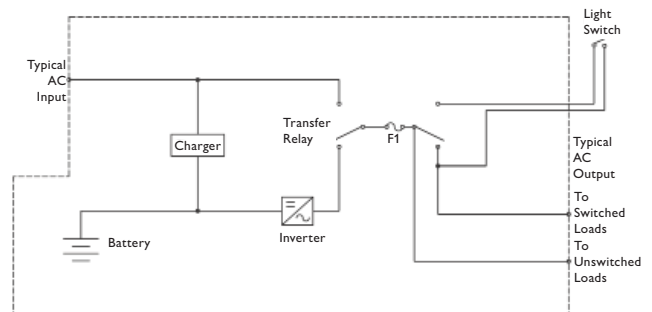 Light
Switch
Typical
AC
Input
Transfer
Relay
F1
Charger
Typical
AC
Output
To
Switched
Loads
Battery
Inverter
To
Unswitched
Loads